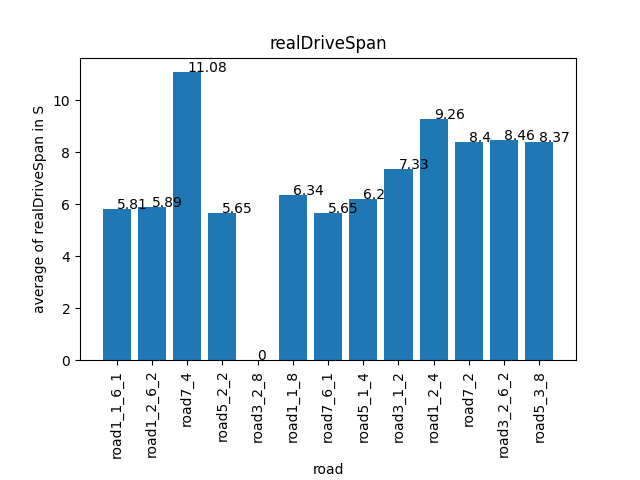 realDriveSpan
average of realDriveSpan in S
10
8
6
4
2
0
5.81
5.89
11.08
5.65
0
6.34
5.65
6.2
7.33
9.26
8.4
8.46
8.37
road1_1_6_1
road1_2_6_2
road7_4
road5_2_2
road3_2_8
road1_1_8
road7_6_1
road5_1_4
road3_1_2
road1_2_4
road7_2
road3_2_6_2
road5_3_8
road